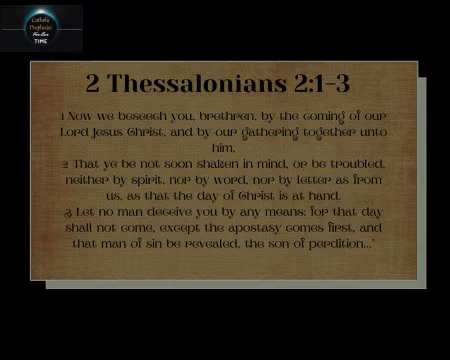 Catholic
Prophecies
For Our
TIME
2 Thessalonians 2:1-3
1 Now we beseech you, brethren, by the coming of our
Lord Jesus Christ, and by our gathering together unto
him,
2 That ye be not soon shaken in mind, or be troubled,
neither by spirit, nor by word, nor by letter as from
us, as that the day of Christ is at hand.
3 Let no man deceive you by any means: for that day
shall not come, except the apostasy comes first, and
that man of sin be revealed, the son of perdition..."